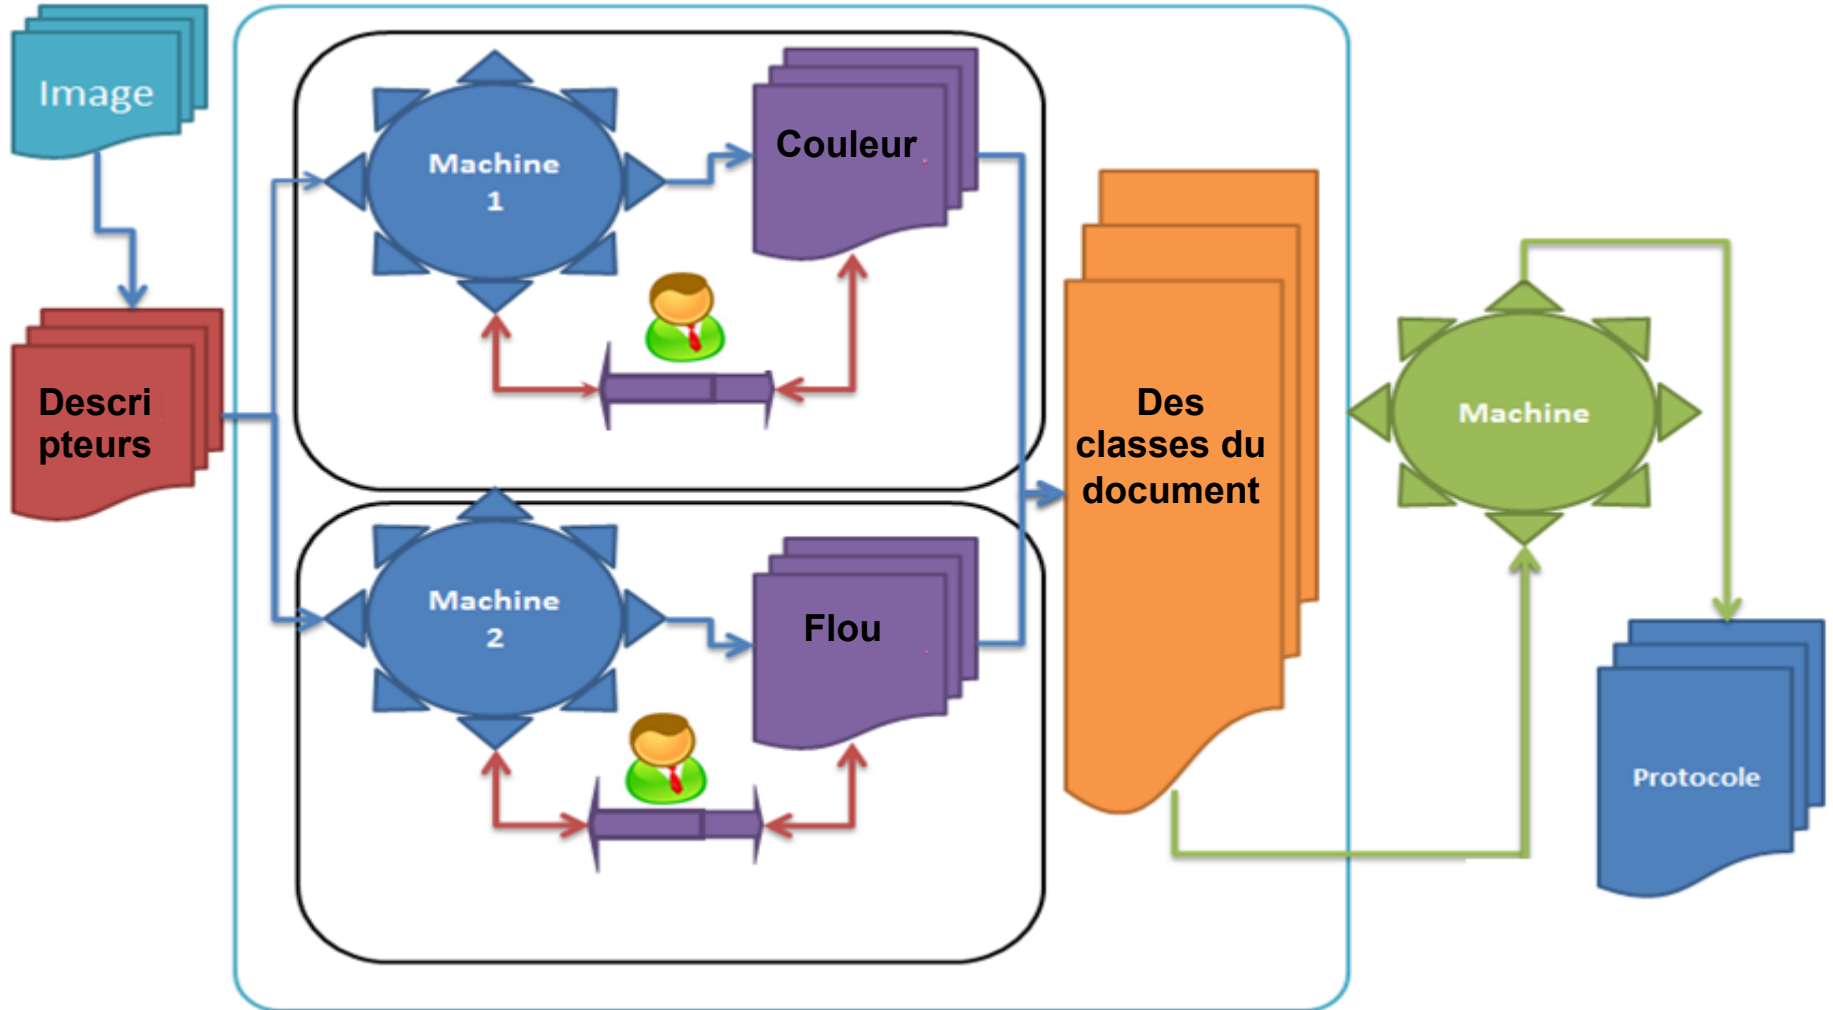 Image
Descri
pteurs
Machine
1
Couleur
Machine
2
Flou
Des
classes du
document
Machine
Protocole